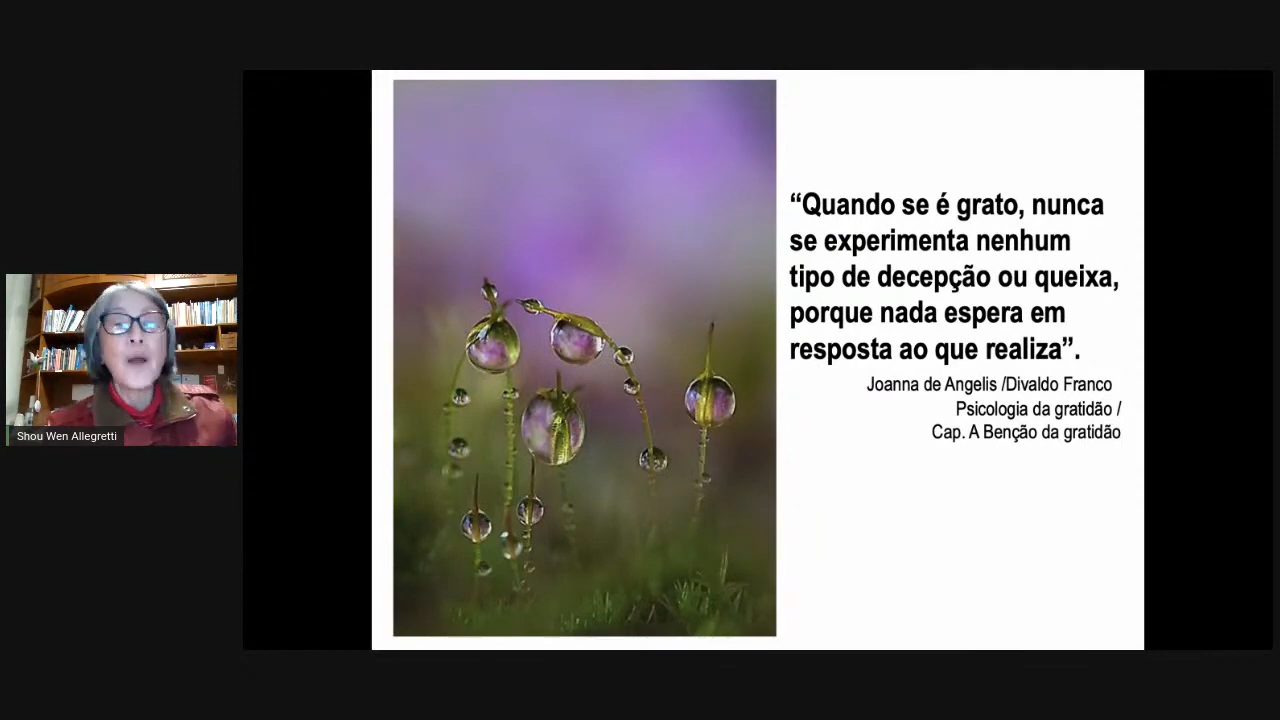 “Quando se é grato, nunca
se experimenta nenhum
tipo de decepção ou queixa,
porque nada espera em
resposta ao que realiza”.
Joanna de Angelis /Divaldo Franco
Psicologia da gratidão /
Cap. A Benção da gratidão
Shou Wen Allegretti